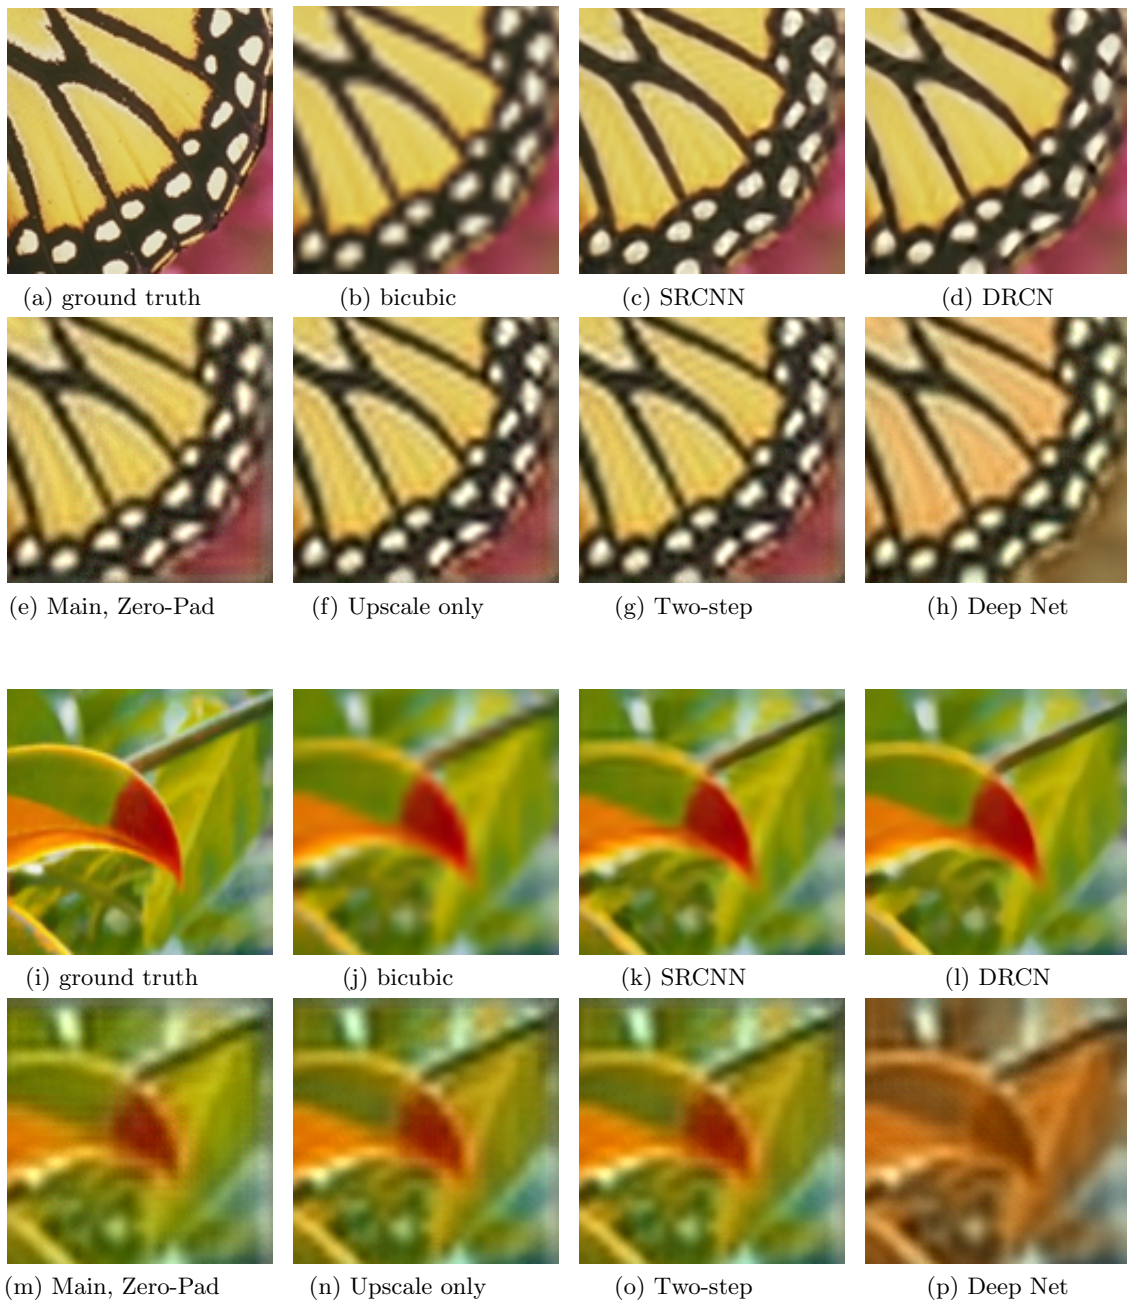 (a) ground truth
(b) bicubic
(c) SRCNN
(d) DRCN
(e) Main, Zero-Pad
(f) Upscale only
(g) Two-step
(h) Deep Net
(i) ground truth
(j) bicubic
(k) SRCNN
(l) DRCN
(m) Main, Zero-Pad
(n) Upscale only
(o) Two-step
(p) Deep Net